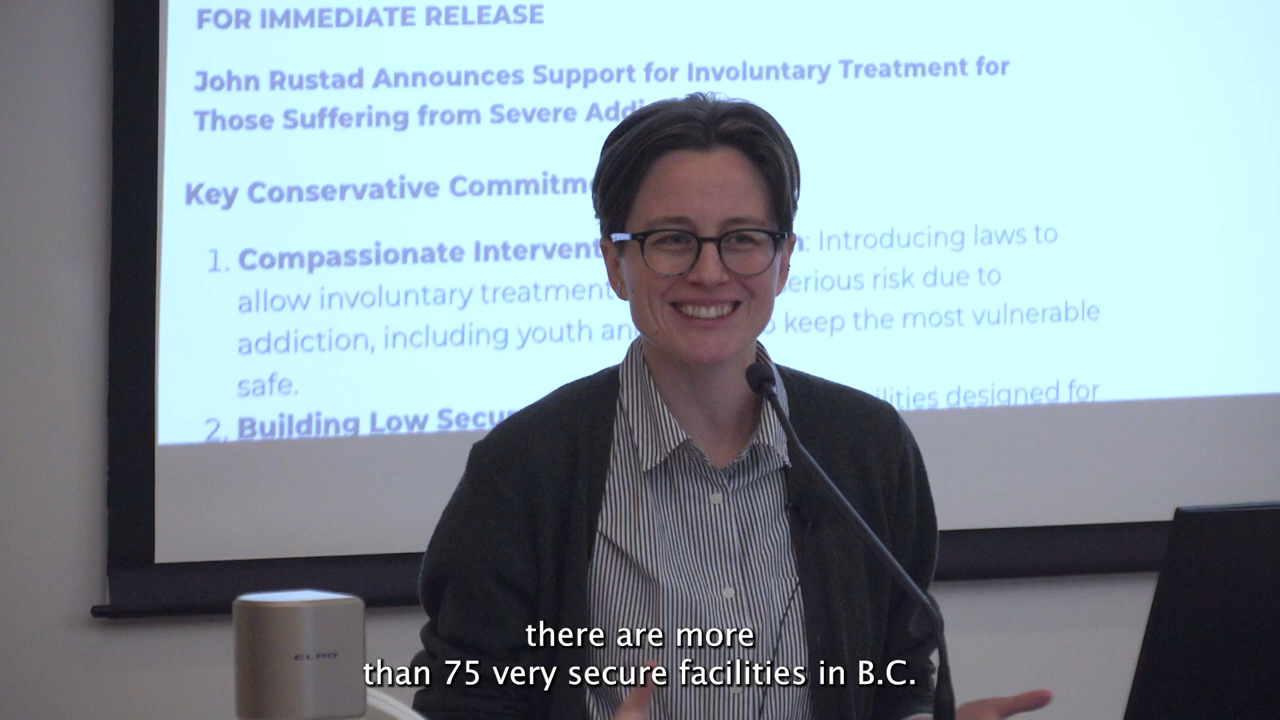 FOR IMMEDIATE RELEASE
John Rustad Announces Support for Involuntary Treatment for
Those Suffering from Severe
Key Conservative
1. Compassionate : Introducing laws to
allow involuntary treatment risk due to
addiction, including youth keep the most vulnerable
safe.
2. Building Low designed for
ELMO
there are more
than 75 very secure facilities in B.C.